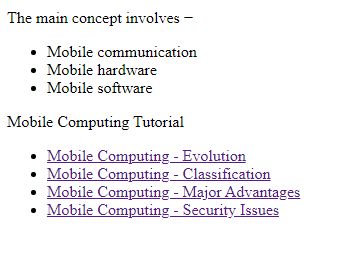 The main concept involves −
Mobile communication
Mobile hardware
Mobile software
Mobile Computing Tutorial
Mobile Computing - Evolution
Mobile Computing - Classification
Mobile Computing - Major Advantages
Mobile Computing - Security Issues